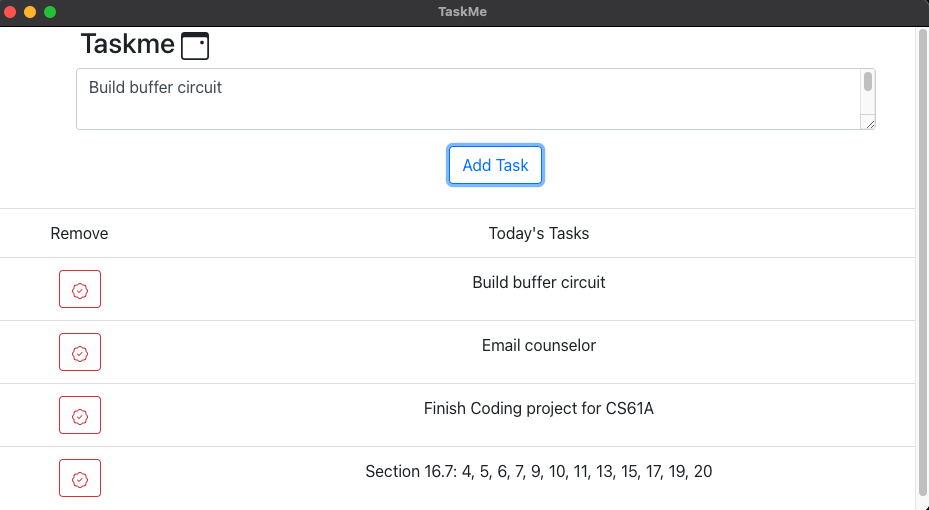 TaskMe
Taskme
Build buffer circuit
Add Task
Remove Today's Tasks
Build buffer circuit
Email counselor
Finish Coding project for CS61A
Section 16.7: 4, 5, 6, 7, 9, 10, 11, 13, 15, 17, 19, 20